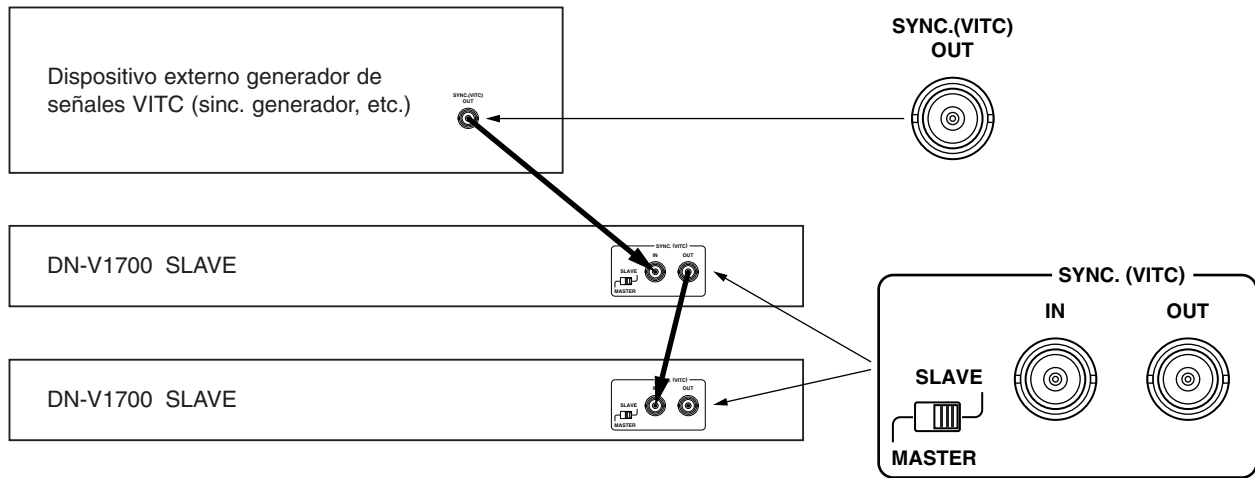 Dispositivo externo generador de
señales VITC (sinc. generador, etc.)
SYNC.(VITC)
OUT
SYNC.(VITC)
OUT
DN-V1700 SLAVE
SYNC. (VITC)
IN OUT
SLAVE
MASTER
DN-V1700 SLAVE
OUT
SLAVE
MASTER
SYNC. (VITC)
IN OUT
SLAVE
MASTER